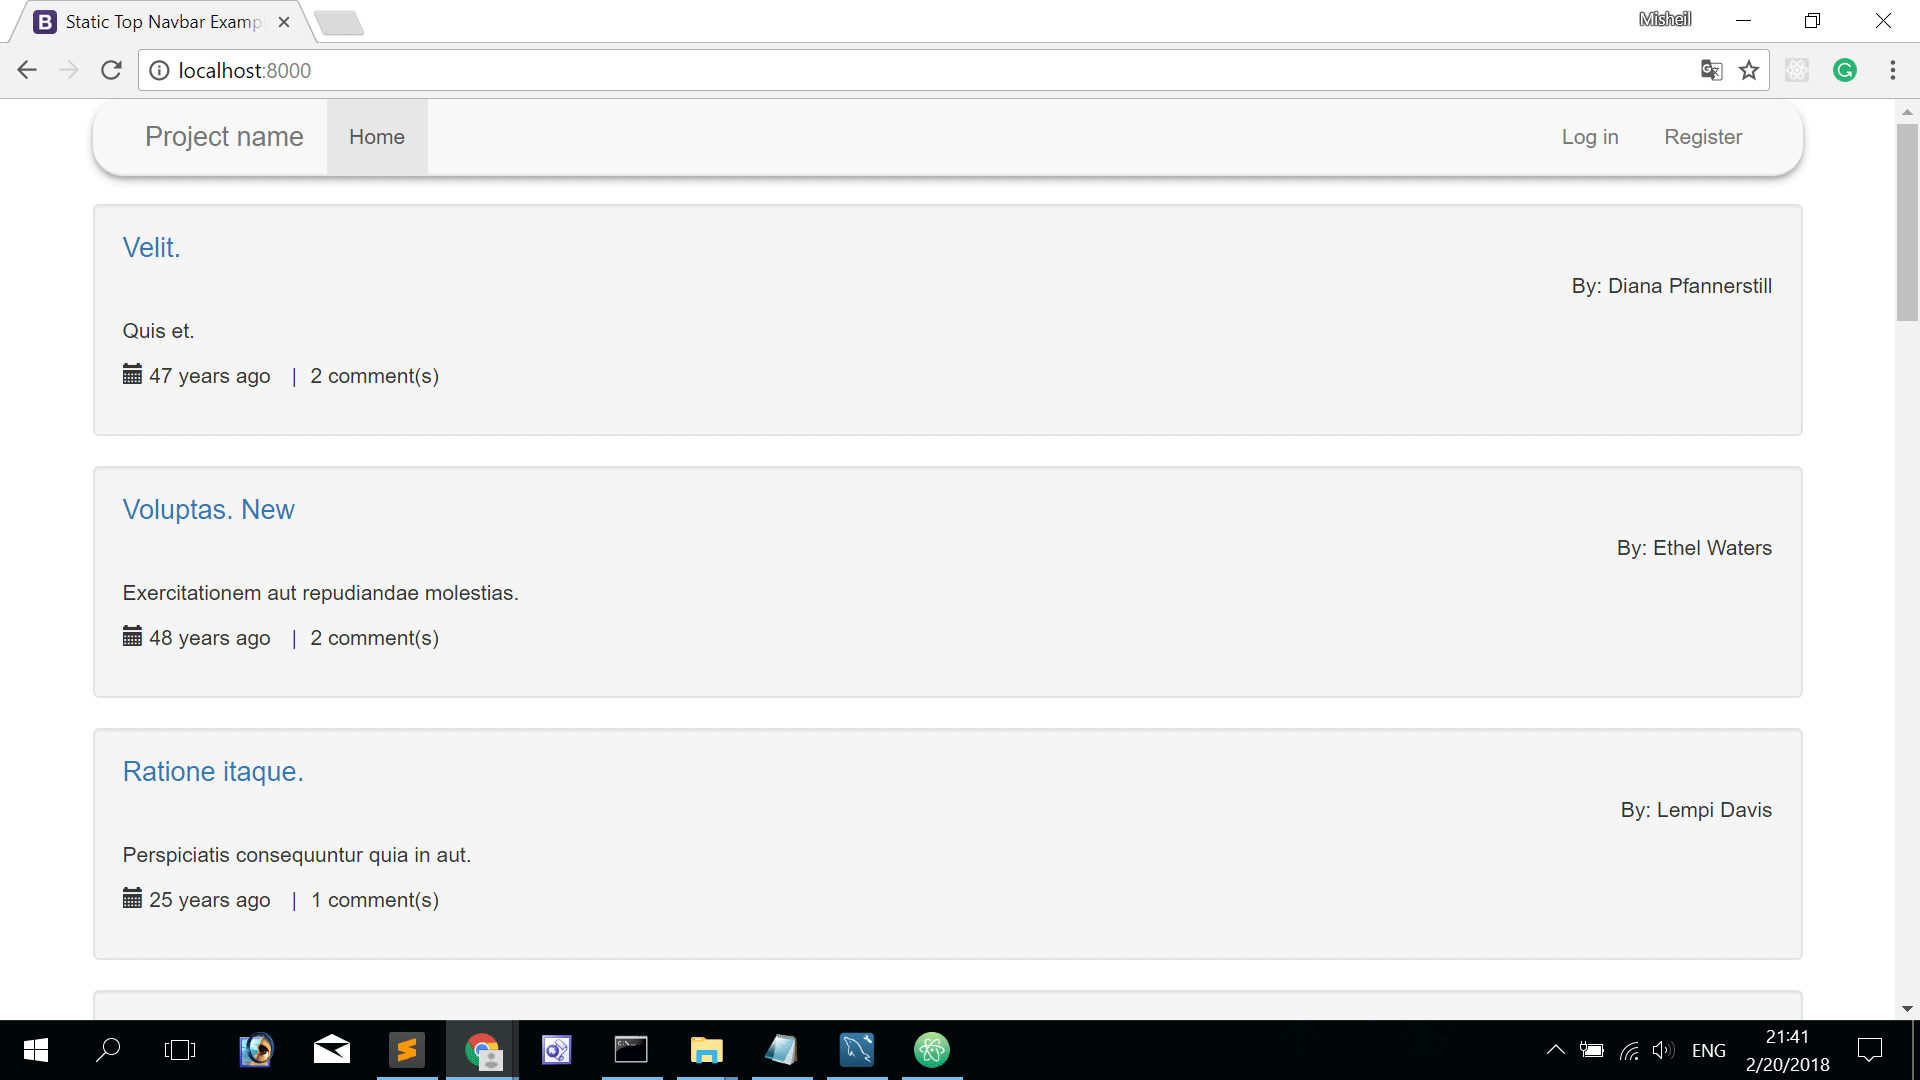 B Static Top Navbar Examp
Misheil
localhost:8000
Project name
Home
Log in
Register
Velit.
By: Diana Pfannerstill
Quis et.
47 years ago | 2 comment(s)
Voluptas. New
By: Ethel Waters
Exercitationem aut repudiandae molestias.
48 years ago | 2 comment(s)
Ratione itaque.
By: Lempi Davis
Perspiciatis consequuntur quia in aut.
25 years ago | 1 comment(s)
ENG
21:41
2/20/2018